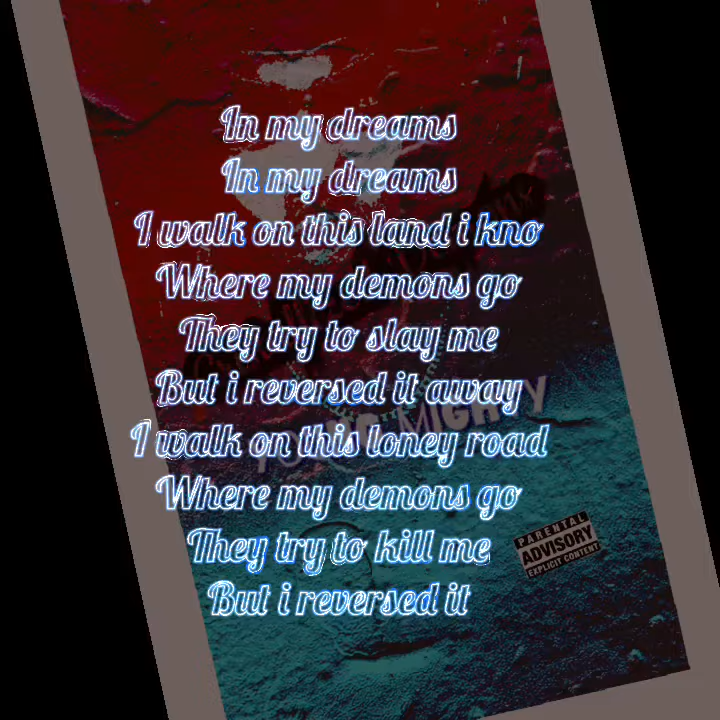 In my dreams
In my dreams
I walk on this land i kno
Where my demons go
They try to slay me
But i reversed it away
I walk on this loney road
Where my demons go
They try to kill me
But i reversed it
MIGHTY
PARENTAL
ADVISORY
EXPLICIT CONTENT